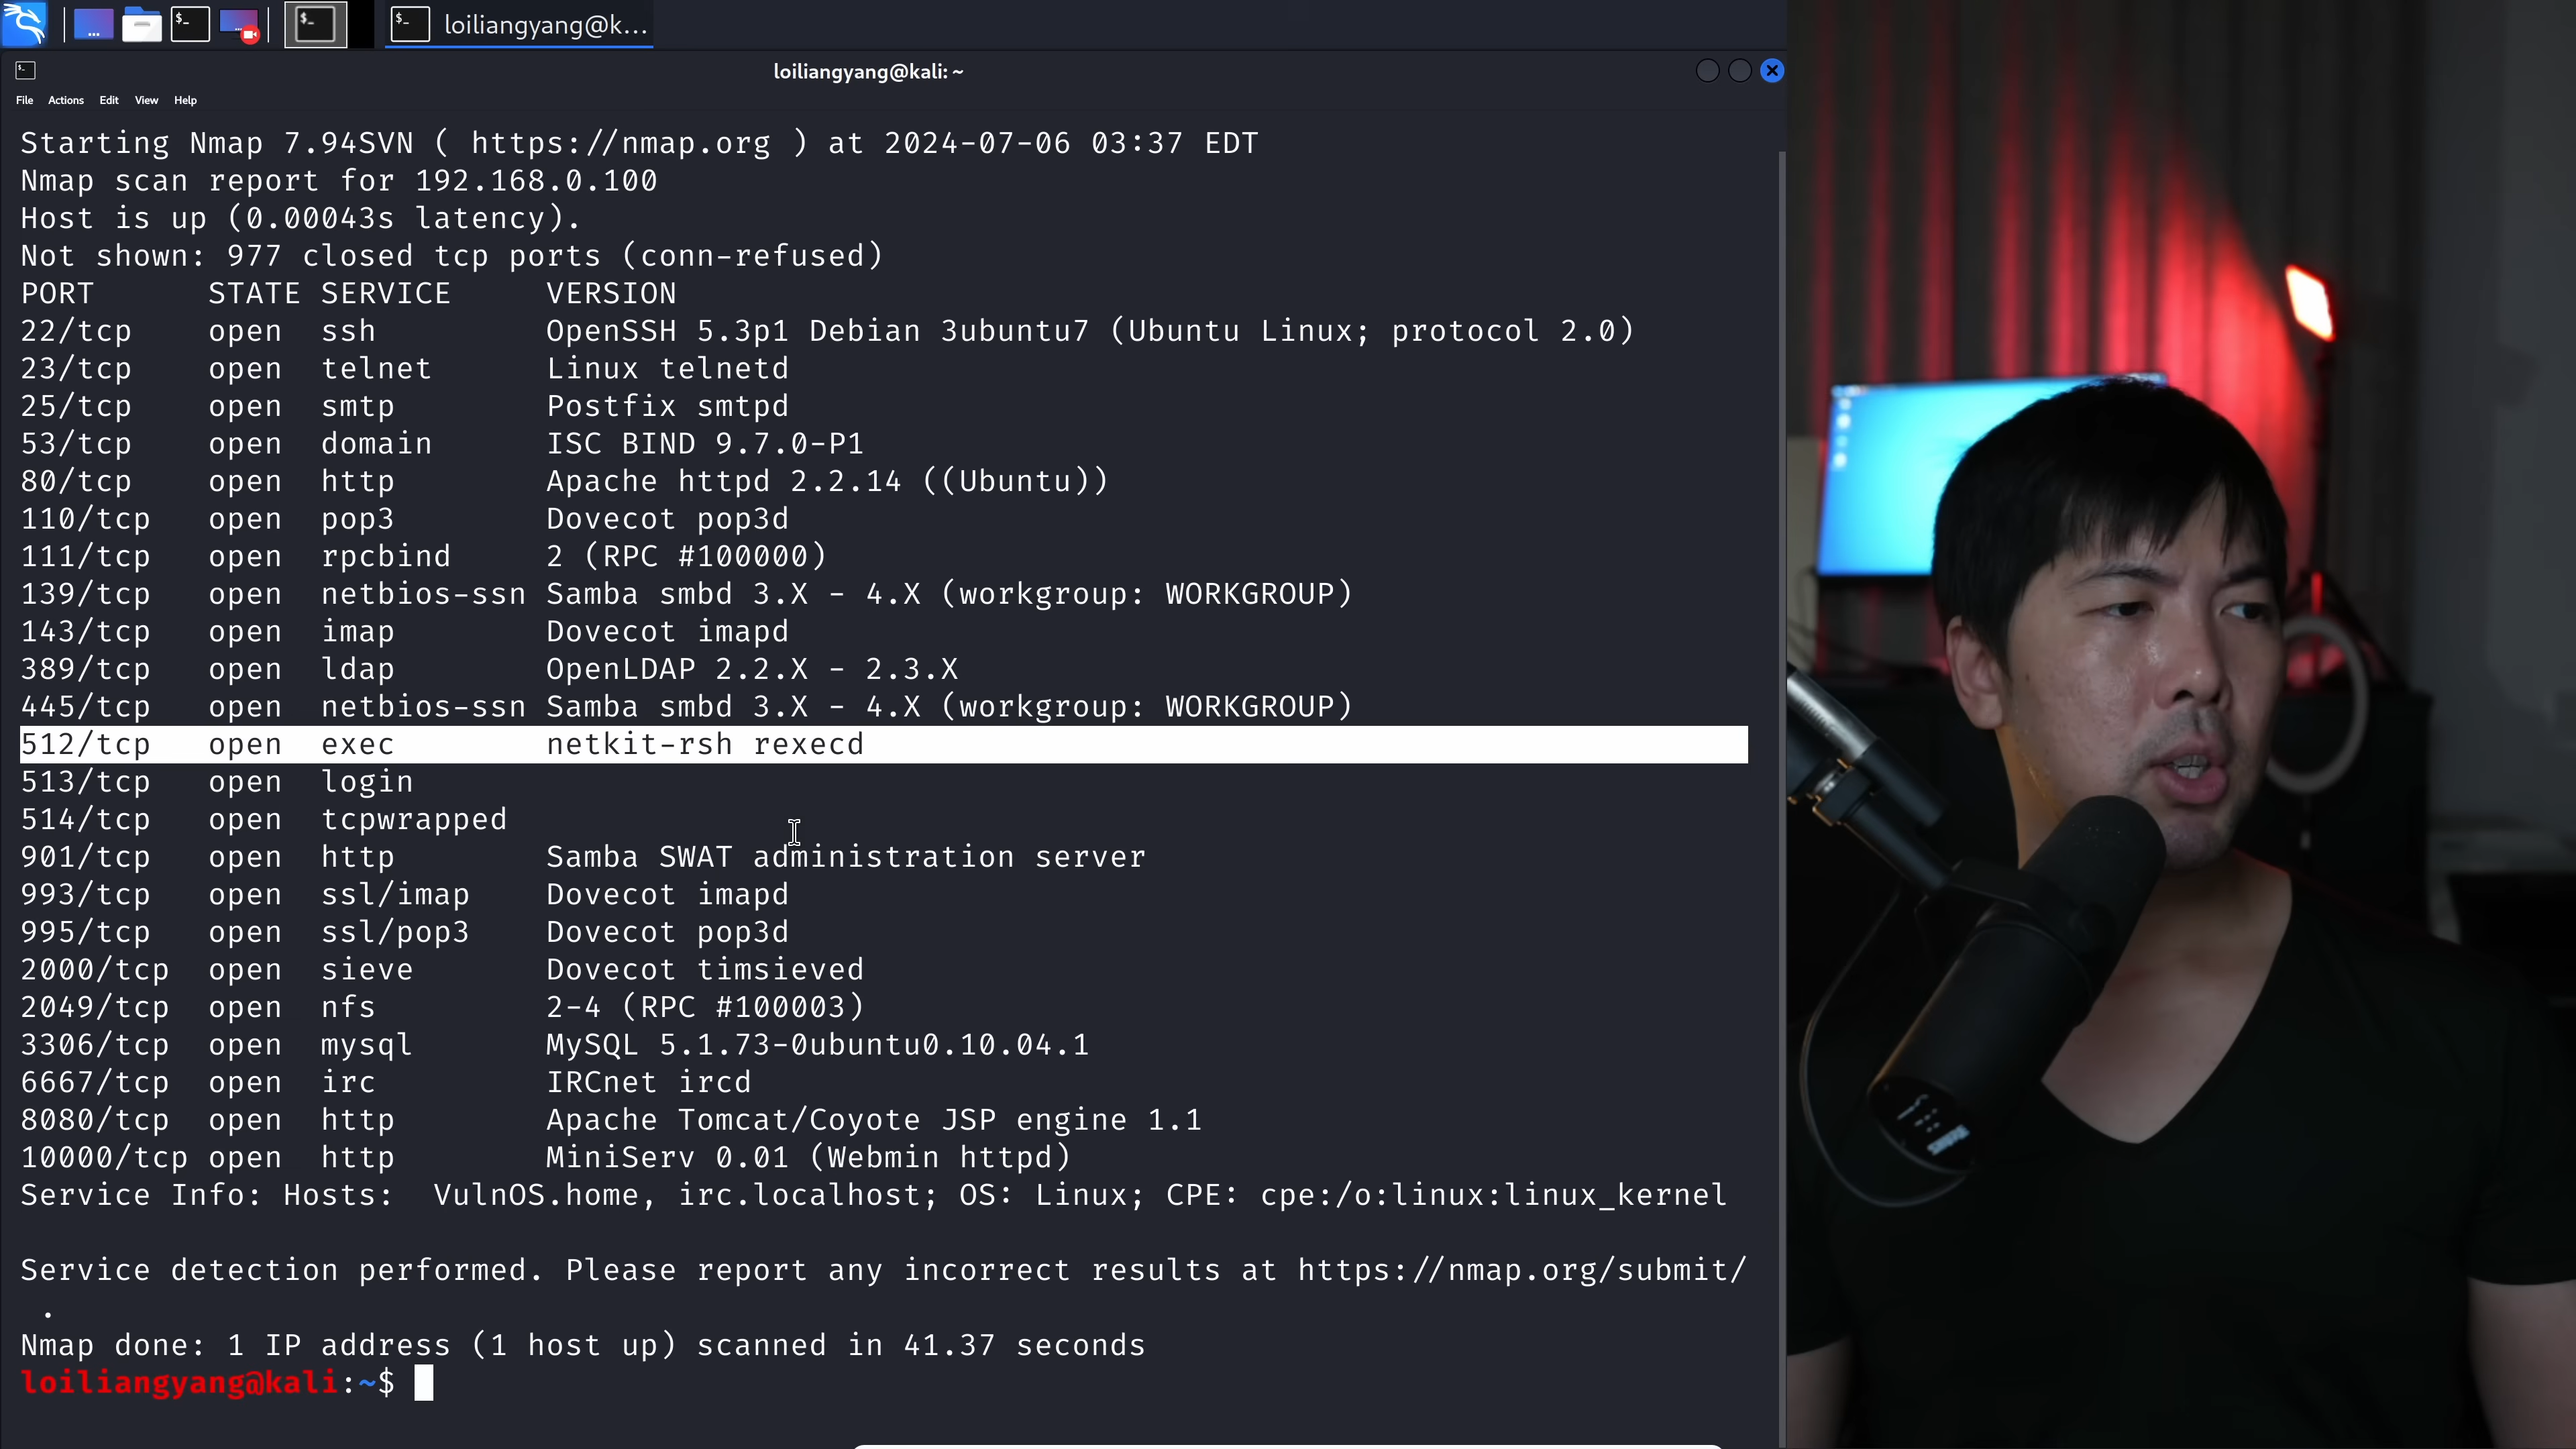 loiliangyang@k...
loiliangyang@kali: ~
File Actions Edit View Help
Starting Nmap 7.94SVN ( https://nmap.org ) at 2024-07-06 03:37 EDT
Nmap scan report for 192.168.0.100
Host is up (0.00043s latency).
Not shown: 977 closed tcp ports (conn-refused)
PORT STATE SERVICE VERSION
22/tcp open ssh OpenSSH 5.3p1 Debian 3ubuntu7 (Ubuntu Linux; protocol 2.0)
23/tcp open telnet Linux telnetd
25/tcp open smtp Postfix smtpd
53/tcp open domain ISC BIND 9.7.0-P1
80/tcp open http Apache httpd 2.2.14 ((Ubuntu))
110/tcp open pop3 Dovecot pop3d
111/tcp open rpcbind 2 (RPC #100000)
139/tcp open netbios-ssn Samba smbd 3.X - 4.X (workgroup: WORKGROUP)
143/tcp open imap Dovecot imapd
389/tcp open ldap OpenLDAP 2.2.X - 2.3.X
445/tcp open netbios-ssn Samba smbd 3.X - 4.X (workgroup: WORKGROUP)
512/tcp open exec netkit-rsh rexecd
513/tcp open login
514/tcp open tcpwrapped
901/tcp open http Samba SWAT administration server
993/tcp open ssl/imap Dovecot imapd
995/tcp open ssl/pop3 Dovecot pop3d
2000/tcp open sieve Dovecot timsieved
2049/tcp open nfs 2-4 (RPC #100003)
3306/tcp open mysql MySQL 5.1.73-0ubuntu0.10.04.1
6667/tcp open irc IRCnet ircd
8080/tcp open http Apache Tomcat/Coyote JSP engine 1.1
10000/tcp open http MiniServ 0.01 (Webmin httpd)
Service Info: Hosts: VulnOS.home, irc.localhost; OS: Linux; CPE: cpe:/o:linux:linux_kernel
Service detection performed. Please report any incorrect results at https://nmap.org/submit/
.
Nmap done: 1 IP address (1 host up) scanned in 41.37 seconds
loiliangyang@kali:~$